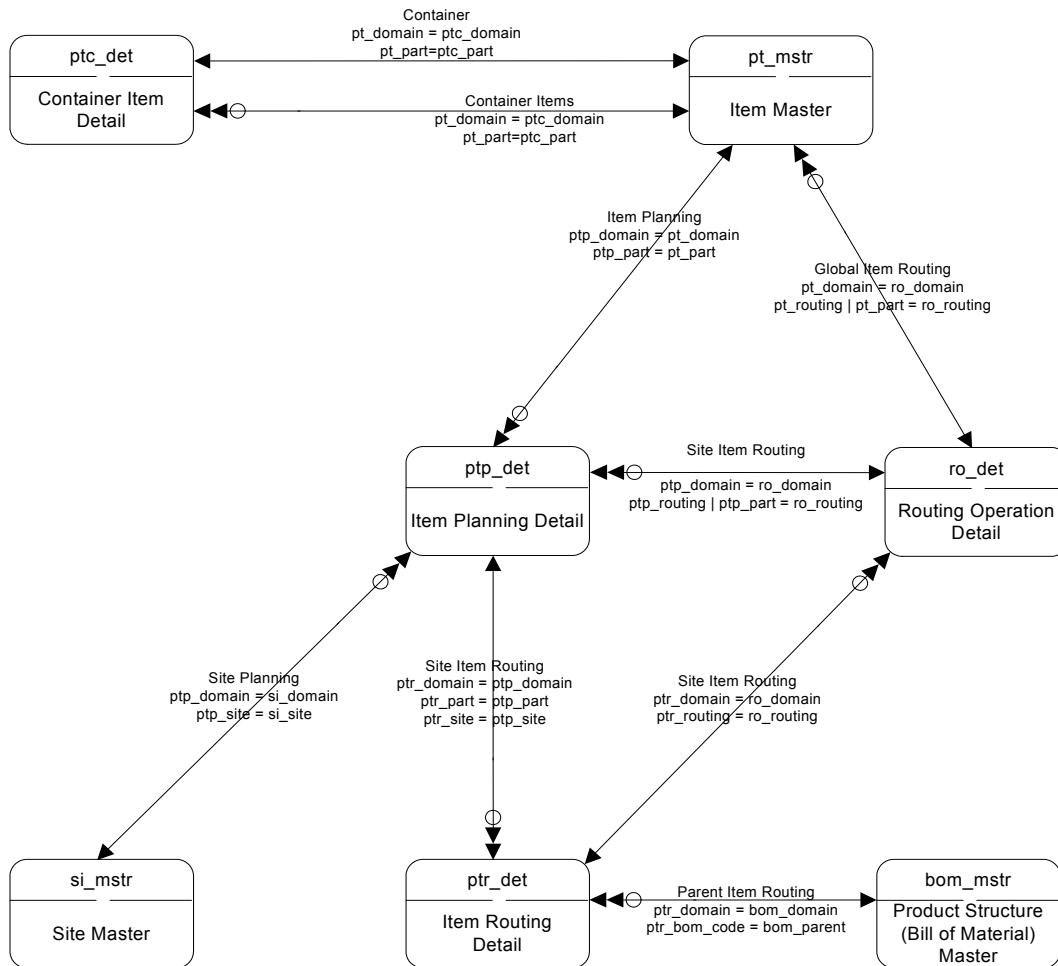 Container
pt_domain = ptc_domain
pt_part=ptc_part
ptc_det
Container Item
Detail
pt_mstr
Item Master
Container Items
pt_domain = ptc_domain
pt_part=ptc_part
Item Planning
ptp_domain = pt_domain
ptp_part = pt_part
Global Item Routing
pt_domain = ro_domain
pt_routing | pt_part = ro_routing
ptp_det
Item Planning Detail
Site Item Routing
ptp_domain = ro_domain
ptp_routing | ptp_part = ro_routing
ro_det
Routing Operation
Detail
Site Planning
ptp_domain = si_domain
ptp_site = si_site
Site Item Routing
ptr_domain = ptp_domain
ptr_part = ptp_part
ptr_site = ptp_site
Site Item Routing
ptr_domain = ro_domain
ptr_routing = ro_routing
si_mstr
Site Master
ptr_det
Item Routing
Detail
Parent Item Routing
ptr_domain = bom_domain
ptr_bom_code = bom_parent
bom_mstr
Product Structure
(Bill of Material)
Master